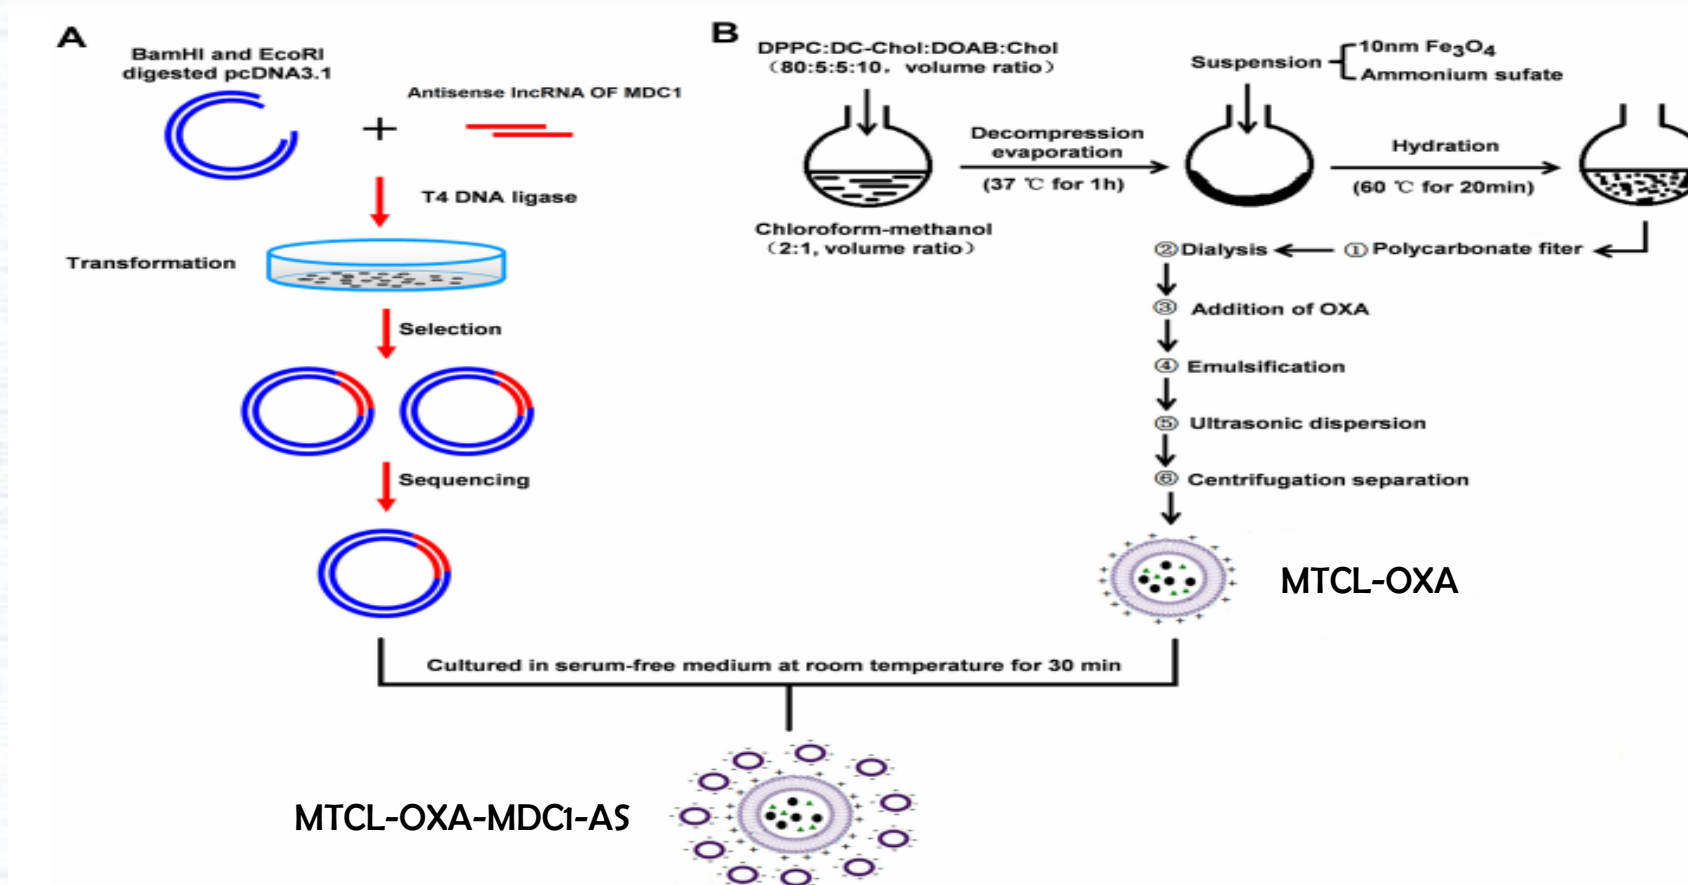 A
BamHI and EcoRI
digested pcDNA3.1
+
Antisense lncRNA OF MDC1
T4 DNA ligase
Transformation
Selection
Sequencing
B
DPPC:DC-Chol:DOAB:Chol
（80:5:5:10，volume ratio）
Chloroform-methanol
（2:1, volume ratio）
Decompression
evaporation
(37 ℃ for 1h)
Suspension
10nm Fe₃O₄
Ammonium sufate
Hydration
(60 ℃ for 20min)
① Polycarbonate fiter
② Dialysis
③ Addition of OXA
④ Emulsification
⑤ Ultrasonic dispersion
⑥ Centrifugation separation
MTCL-OXA
Cultured in serum-free medium at room temperature for 30 min
MTCL-OXA-MDC1-AS